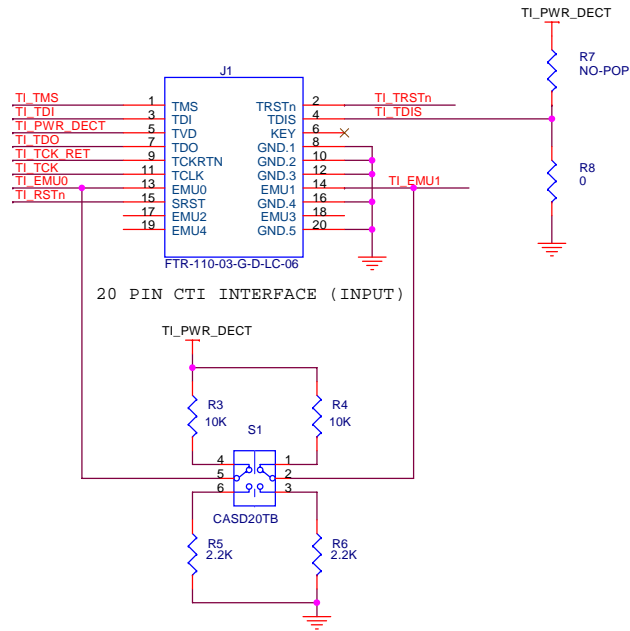 TI_PWR_DECT
R7
NO-POP
R8
0
J1
TI_TMS 1 TMS TRSTn 2 TI_TRSTn
TI_TDI 3 TDI TDIS 4 TI_TDIS
TI_PWR_DECT 5 TVD KEY 6
TI_TDO 7 TDO GND.1 8
TI_TCK_RET 9 TCKRTN GND.2 10
TI_TCK 11 TCLK GND.3 12
TI_EMU0 13 EMU0 EMU1 14 TI_EMU1
TI_RSTn 15 SRST GND.4 16
17 EMU2 EMU3 18
19 EMU4 GND.5 20
FTR-110-03-G-D-LC-06
20 PIN CTI INTERFACE (INPUT)
TI_PWR_DECT
R3
10K
R4
10K
S1
4 1
5 2
6 3
CASD20TB
R5
2.2K
R6
2.2K